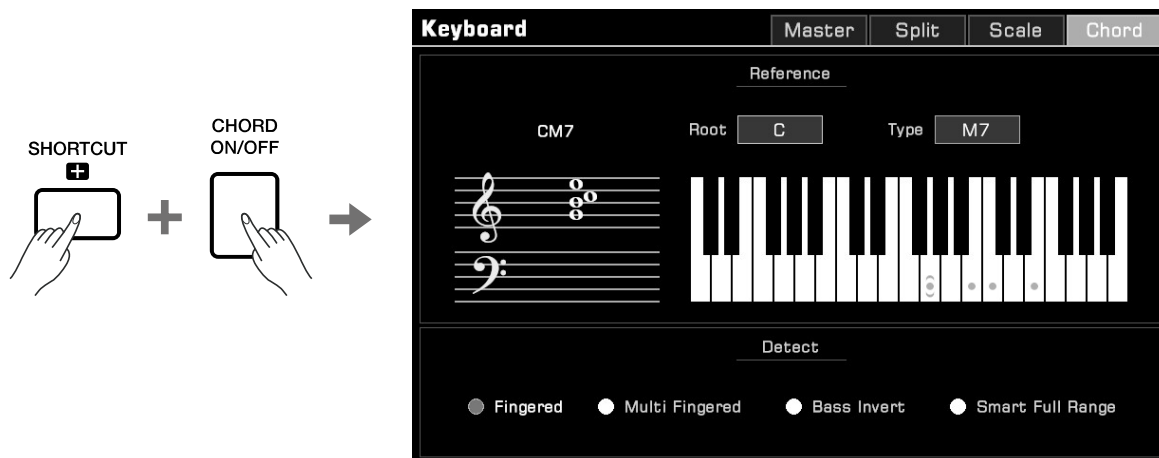 SHORTCUT
CHORD
ON/OFF
Keyboard
Master
Split
Scale
Chord
Reference
CM7
Root C
Type M7
Detect
Fingered
Multi Fingered
Bass Invert
Smart Full Range